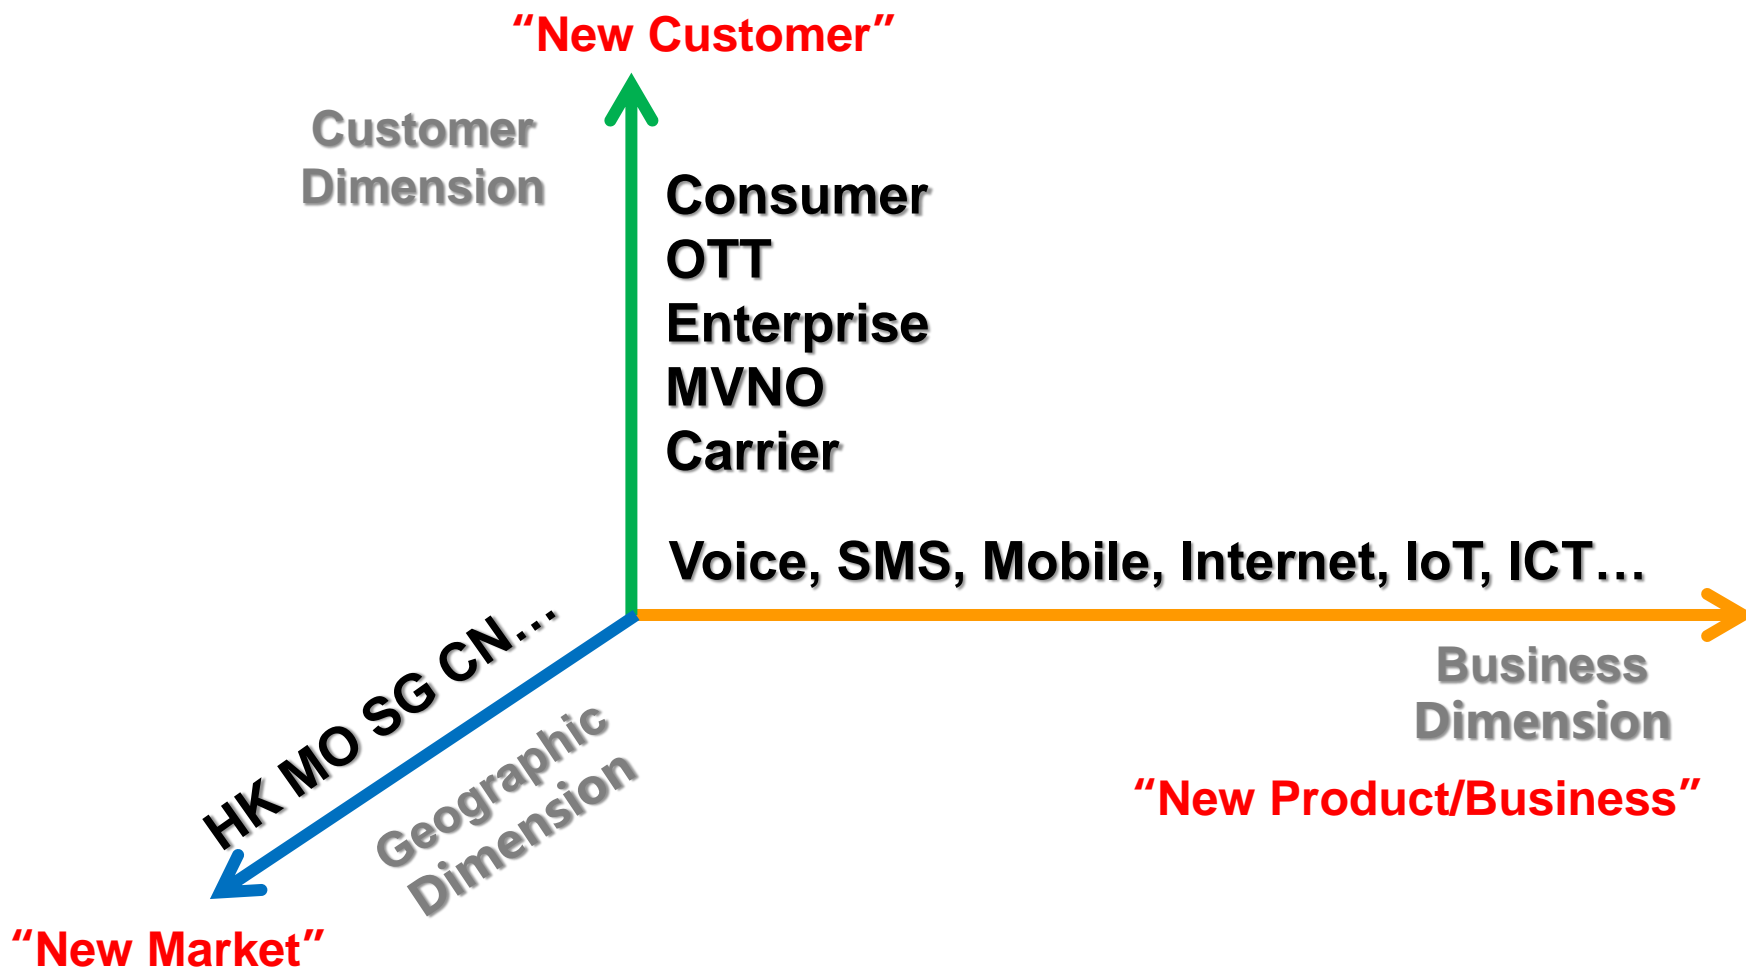 “New Customer”
Customer
Dimension
Consumer
OTT
Enterprise
MVNO
Carrier
Voice, SMS, Mobile, Internet, IoT, ICT…
HK MO SG CN…
Geographic
Dimension
Business
Dimension
“New Product/Business”
“New Market”